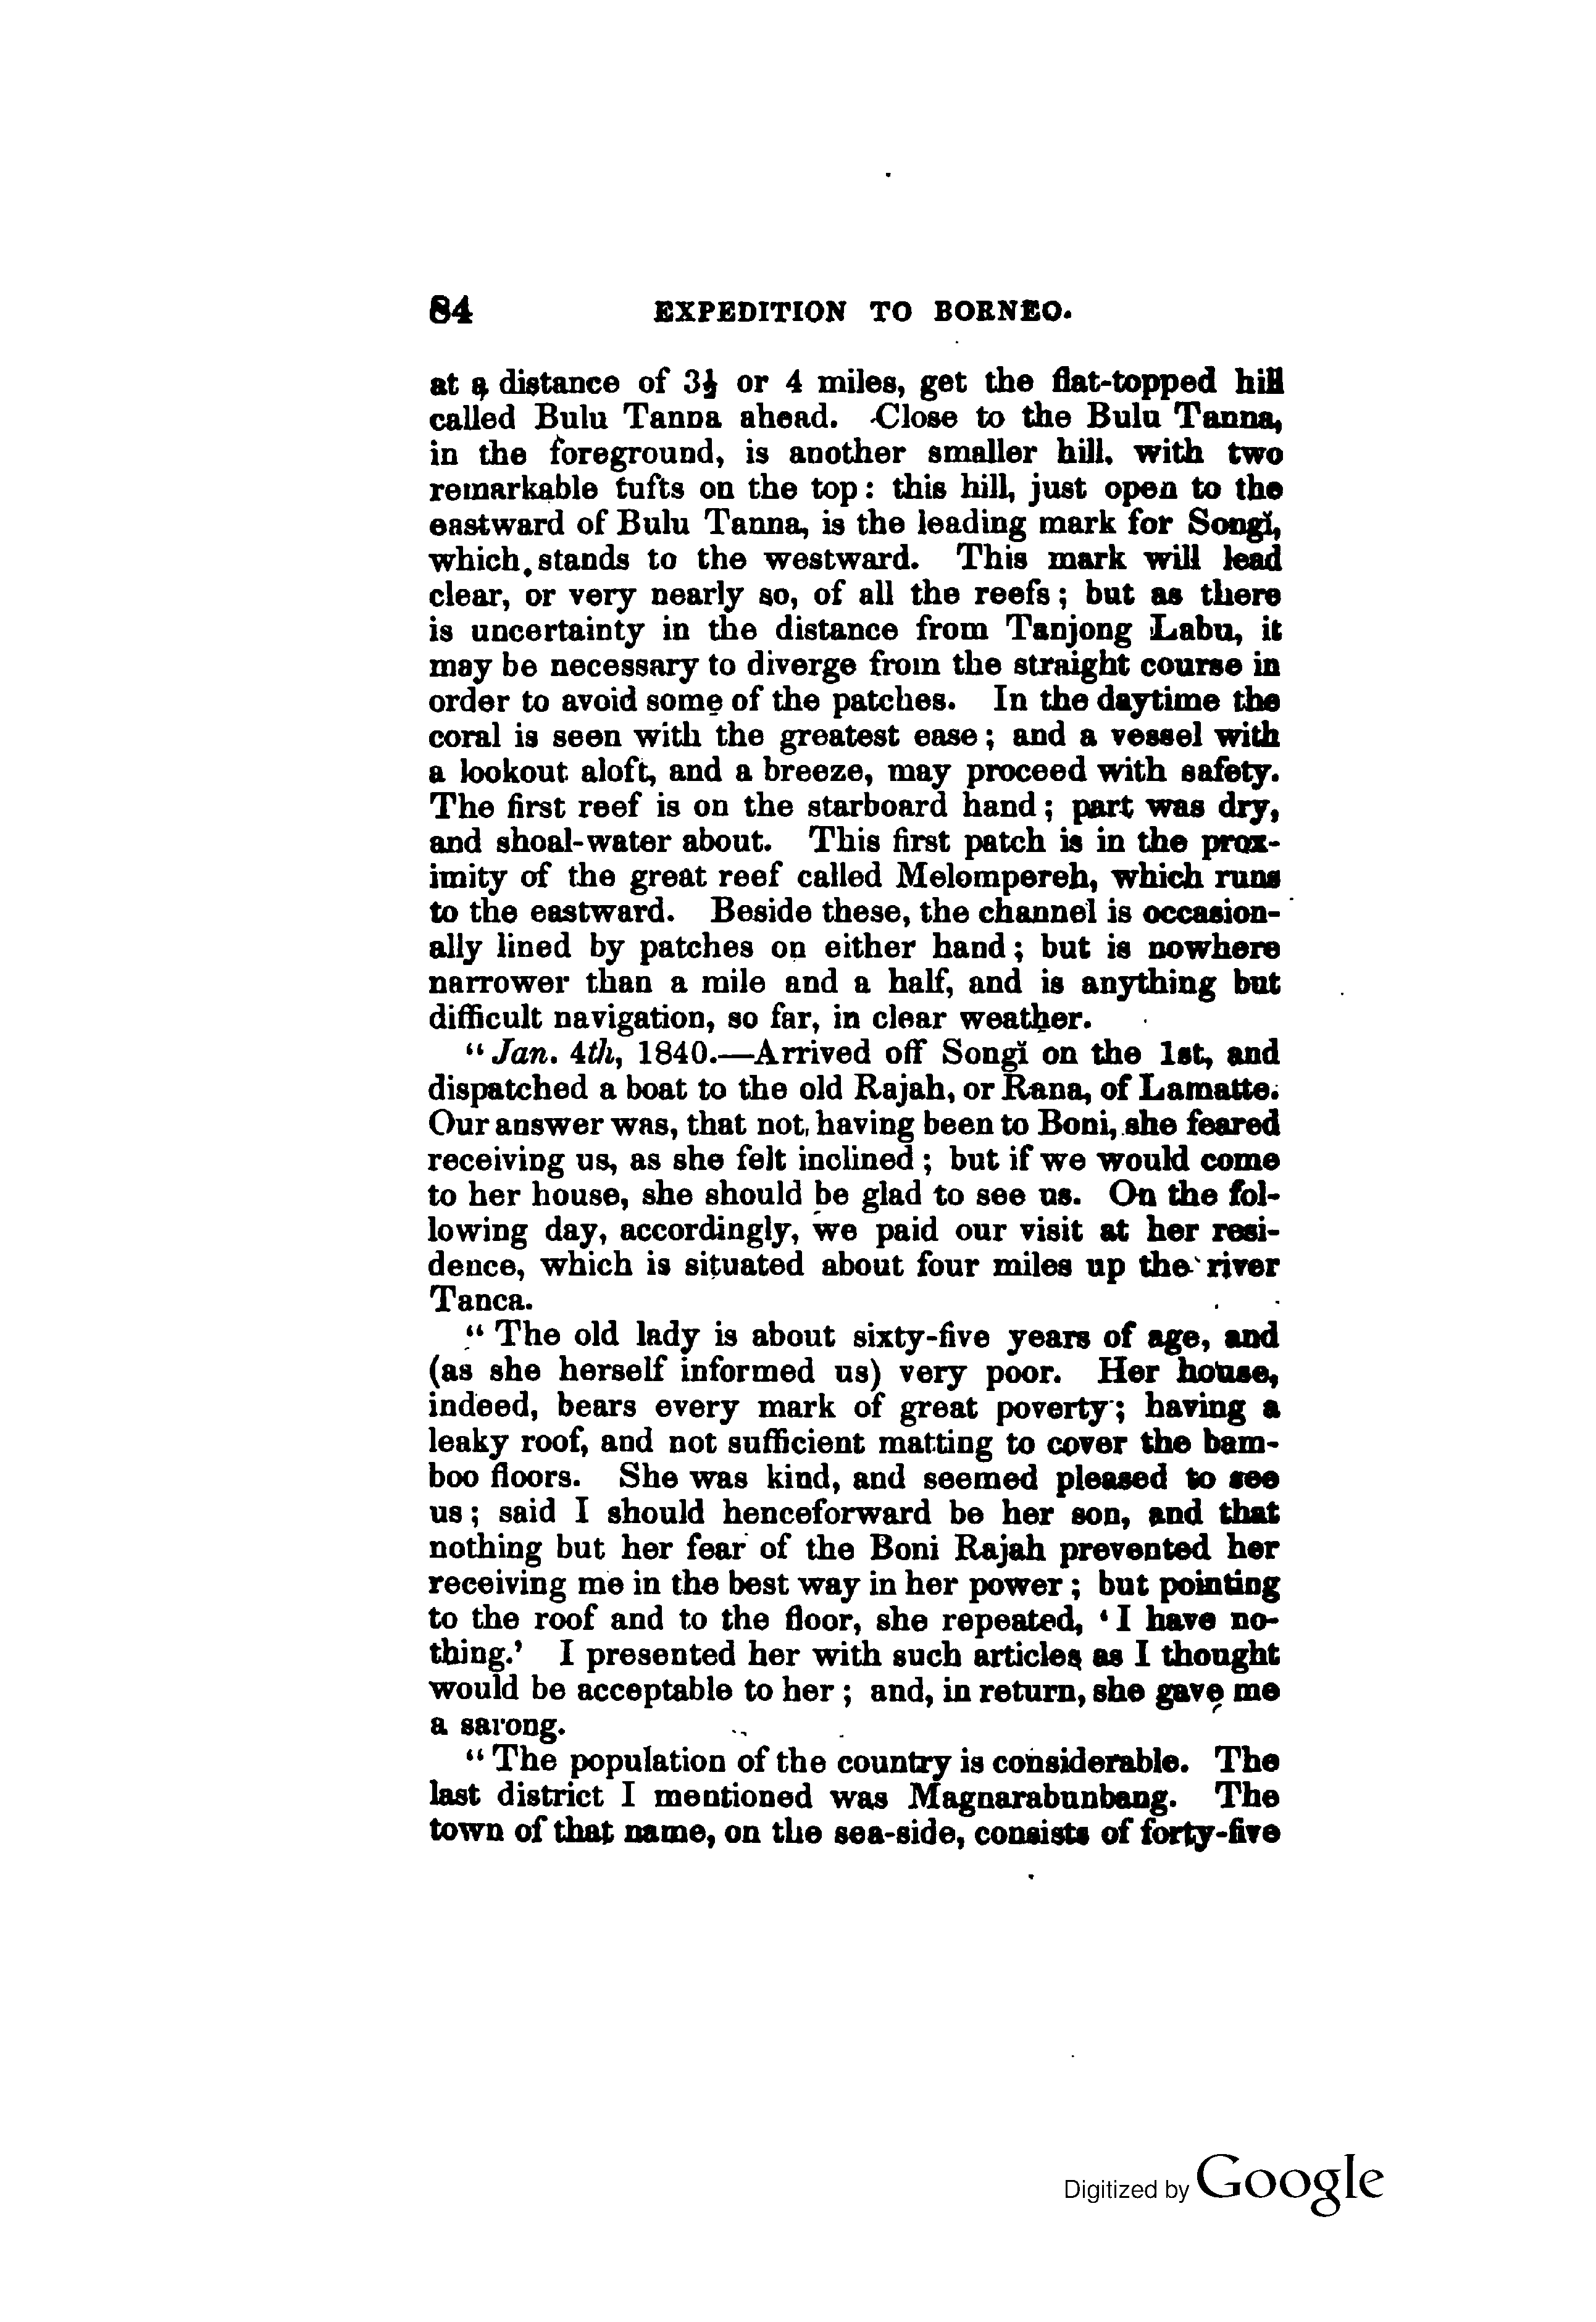 84 EXPEDITION TO BORNEO.
at a distance of 3½ or 4 miles, get the flat-topped hill
called Bulu Tanna ahead. Close to the Bulu Tanna,
in the foreground, is another smaller hill, with two
remarkable tufts on the top: this hill, just open to the
eastward of Bulu Tanna, is the leading mark for Songĭ,
which stands to the westward. This mark will lead
clear, or very nearly so, of all the reefs; but as there
is uncertainty in the distance from Tanjong Labu, it
may be necessary to diverge from the straight course in
order to avoid some of the patches. In the daytime the
coral is seen with the greatest ease; and a vessel with
a lookout aloft, and a breeze, may proceed with safety.
The first reef is on the starboard hand; part was dry,
and shoal-water about. This first patch is in the prox-
imity of the great reef called Melompereh, which runs
to the eastward. Beside these, the channel is occasion-
ally lined by patches on either hand; but is nowhere
narrower than a mile and a half, and is anything but
difficult navigation, so far, in clear weather.
"Jan. 4th, 1840.—Arrived off Songĭ on the 1st, and
dispatched a boat to the old Rajah, or Rana, of Lamatte.
Our answer was, that not having been to Boni, she feared
receiving us, as she felt inclined; but if we would come
to her house, she should be glad to see us. On the fol-
lowing day, accordingly, we paid our visit at her resi-
dence, which is situated about four miles up the river
Tanca.
"The old lady is about sixty-five years of age, and
(as she herself informed us) very poor. Her house,
indeed, bears every mark of great poverty; having a
leaky roof, and not sufficient matting to cover the bam-
boo floors. She was kind, and seemed pleased to see
us; said I should henceforward be her son, and that
nothing but her fear of the Boni Rajah prevented her
receiving me in the best way in her power; but pointing
to the roof and to the floor, she repeated, 'I have no-
thing.' I presented her with such articles as I thought
would be acceptable to her; and, in return, she gave me
a sarong.
"The population of the country is considerable. The
last district I mentioned was Magnarabunbang. The
town of that name, on the sea-side, consists of forty-five
Digitized by Google